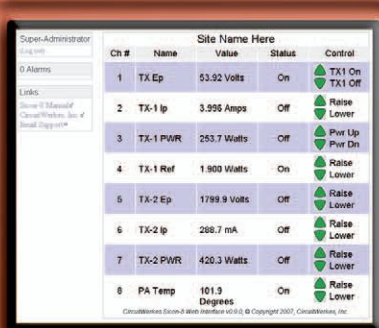 Super-Administrator
(Log out)
0 Alarms
Links
Sicon-8 Manual
CircuitWerkes, Inc.
Email Support
Site Name Here
Ch # Name Value Status Control
1 TX Ep 53.92 Volts On TX1 On TX1 Off
2 TX-1 Ip 3.996 Amps Off Raise Lower
3 TX-1 PWR 253.7 Watts Off Pwr Up Pwr Dn
4 TX-1 Ref 1.900 Watts On Raise Lower
5 TX-2 Ep 1799.9 Volts Off Raise Lower
6 TX-2 Ip 288.7 mA Off Raise Lower
7 TX-2 PWR 420.3 Watts Off Raise Lower
8 PA Temp 101.9 Degrees On Raise Lower
CircuitWerkes Sicon-8 Web Interface v0.9.0, © Copyright 2007, CircuitWerkes, Inc